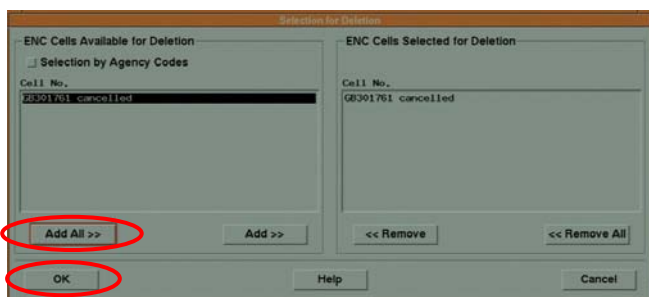 Selection for Deletion
ENC Cells Available for Deletion
Selection by Agency Codes
Cell No.
GB301761 cancelled
Add All >>
Add >>
ENC Cells Selected for Deletion
Cell No.
GB301761 cancelled
<< Remove
<< Remove All
OK
Help
Cancel